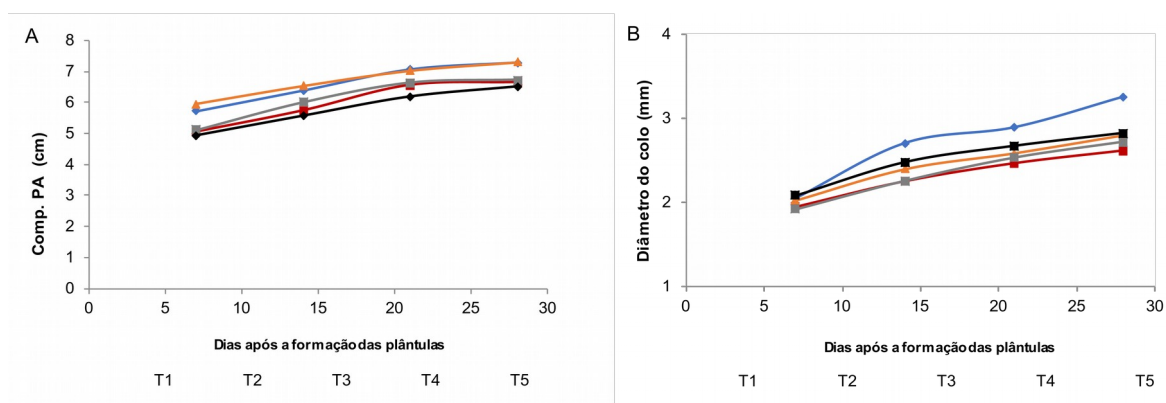 A
Comp. PA (cm)
8
7
6
5
4
3
2
1
0
0 5 10 15 20 25 30
Dias após a formação das plântulas
T1 T2 T3 T4 T5
B
Diâmetro do colo (mm)
4
3
2
1
0 5 10 15 20 25 30
Dias após a formação das plântulas
T1 T2 T3 T4 T5